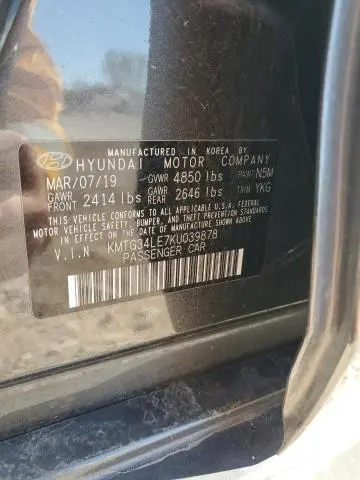 MANUFACTURED IN KOREA BY
HYUNDAI MOTOR COMPANY
MAR/07/19 GVWR 4850 lbs PAINT N5M
GAWR FRONT 2414 lbs GAWR REAR 2646 lbs TRIM YKG
THIS VEHICLE CONFORMS TO ALL APPLICABLE U.S. FEDERAL
MOTOR VEHICLE SAFETY, BUMPER, AND THEFT PREVENTION STANDARDS
IN EFFECT ON THE DATE OF MANUFACTURE SHOWN ABOVE.
V.I.N KMTG34LE7KU039878
PASSENGER CAR